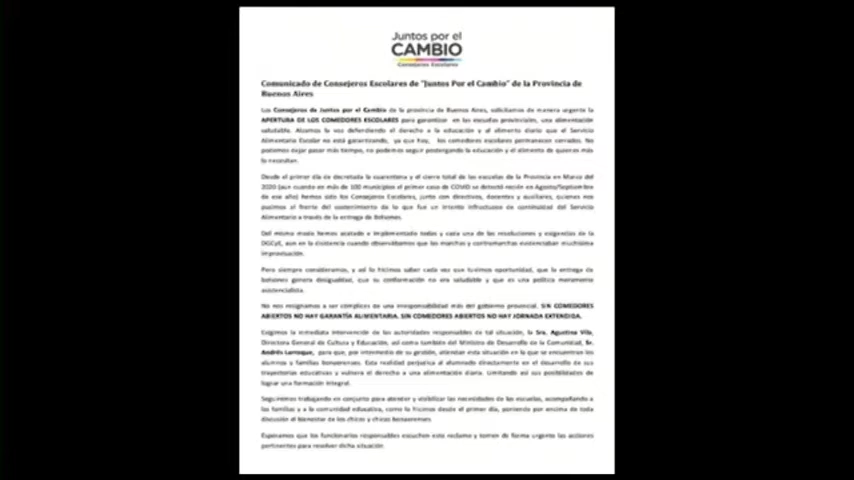 Juntos por el
CAMBIO
Consejeros Escolares
Comunicado de Consejeros Escolares de "Juntos Por el Cambio" de la Provincia de
Buenos Aires
Los Consejeros de Juntos por el Cambio de la provincia de Buenos Aires, solicitamos de manera urgente la
APERTURA DE LOS COMEDORES ESCOLARES para garantizar en las escuelas provinciales, una alimentación
saludable. Alzamos la voz defendiendo el derecho a la educación y al alimento diario que el Servicio
Alimentario Escolar no está garantizando, ya que hoy, los comedores escolares permanecen cerrados. No
podemos dejar pasar más tiempo, no podemos seguir postergando la educación y el alimento de quienes más
lo necesitan.
Desde el primer día de decretada la cuarentena y el cierre total de las escuelas de la Provincia en Marzo del
2020 (aun cuando en más de 100 municipios el primer caso de COVID se detectó recién en Agosto/Septiembre
de ese año) hemos sido los Consejeros Escolares, junto con directivos, docentes y auxiliares, quienes nos
pusimos al frente del sostenimiento de lo que fue un intento infructuoso de continuidad del Servicio
Alimentario a través de la entrega de Bolsones.
Del mismo modo hemos acatado e implementado todas y cada una de las resoluciones y exigencias de la
DGCyE, aun en la disidencia cuando observábamos que las marchas y contramarchas evidenciaban muchísima
improvisación.
Pero siempre consideramos, y así lo hicimos saber cada vez que tuvimos oportunidad, que la entrega de
bolsones genera desigualdad, que su conformación no era saludable y que es una política meramente
asistencialista.
No nos resignamos a ser cómplices de una irresponsabilidad más del gobierno provincial. SIN COMEDORES
ABIERTOS NO HAY GARANTÍA ALIMENTARIA. SIN COMEDORES ABIERTOS NO HAY JORNADA EXTENDIDA.
Exigimos la inmediata intervención de las autoridades responsables de tal situación, la Sra. Agustina Vila,
Directora General de Cultura y Educación, así como también del Ministro de Desarrollo de la Comunidad, Sr.
Andrés Larroque, para que, por intermedio de su gestión, atiendan esta situación en la que se encuentran los
alumnos y familias bonaerenses. Esta realidad perjudica al alumnado directamente en el desarrollo de sus
trayectorias educativas y vulnera el derecho a una alimentación diaria. Limitando así sus posibilidades de
lograr una formación integral.
Seguiremos trabajando en conjunto para atender y visibilizar las necesidades de las escuelas, acompañando a
las familias y a la comunidad educativa, como lo hicimos desde el primer día, poniendo por encima de toda
discusión el bienestar de los chicos y chicas bonaerenses.
Esperamos que los funcionarios responsables escuchen este reclamo y tomen de forma urgente las acciones
pertinentes para resolver dicha situación.